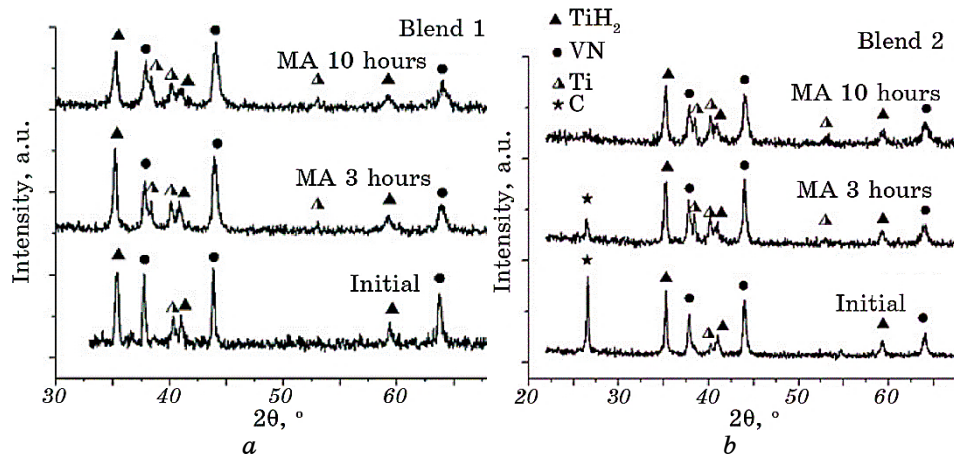 Blend 1
MA 10 hours
MA 3 hours
Initial
Intensity, a.u.
30 40 50 60
2θ, °
a
TiH₂
VN
Ti
C
Blend 2
MA 10 hours
MA 3 hours
C
C
Initial
Intensity, a.u.
20 30 40 50 60
2θ, °
b